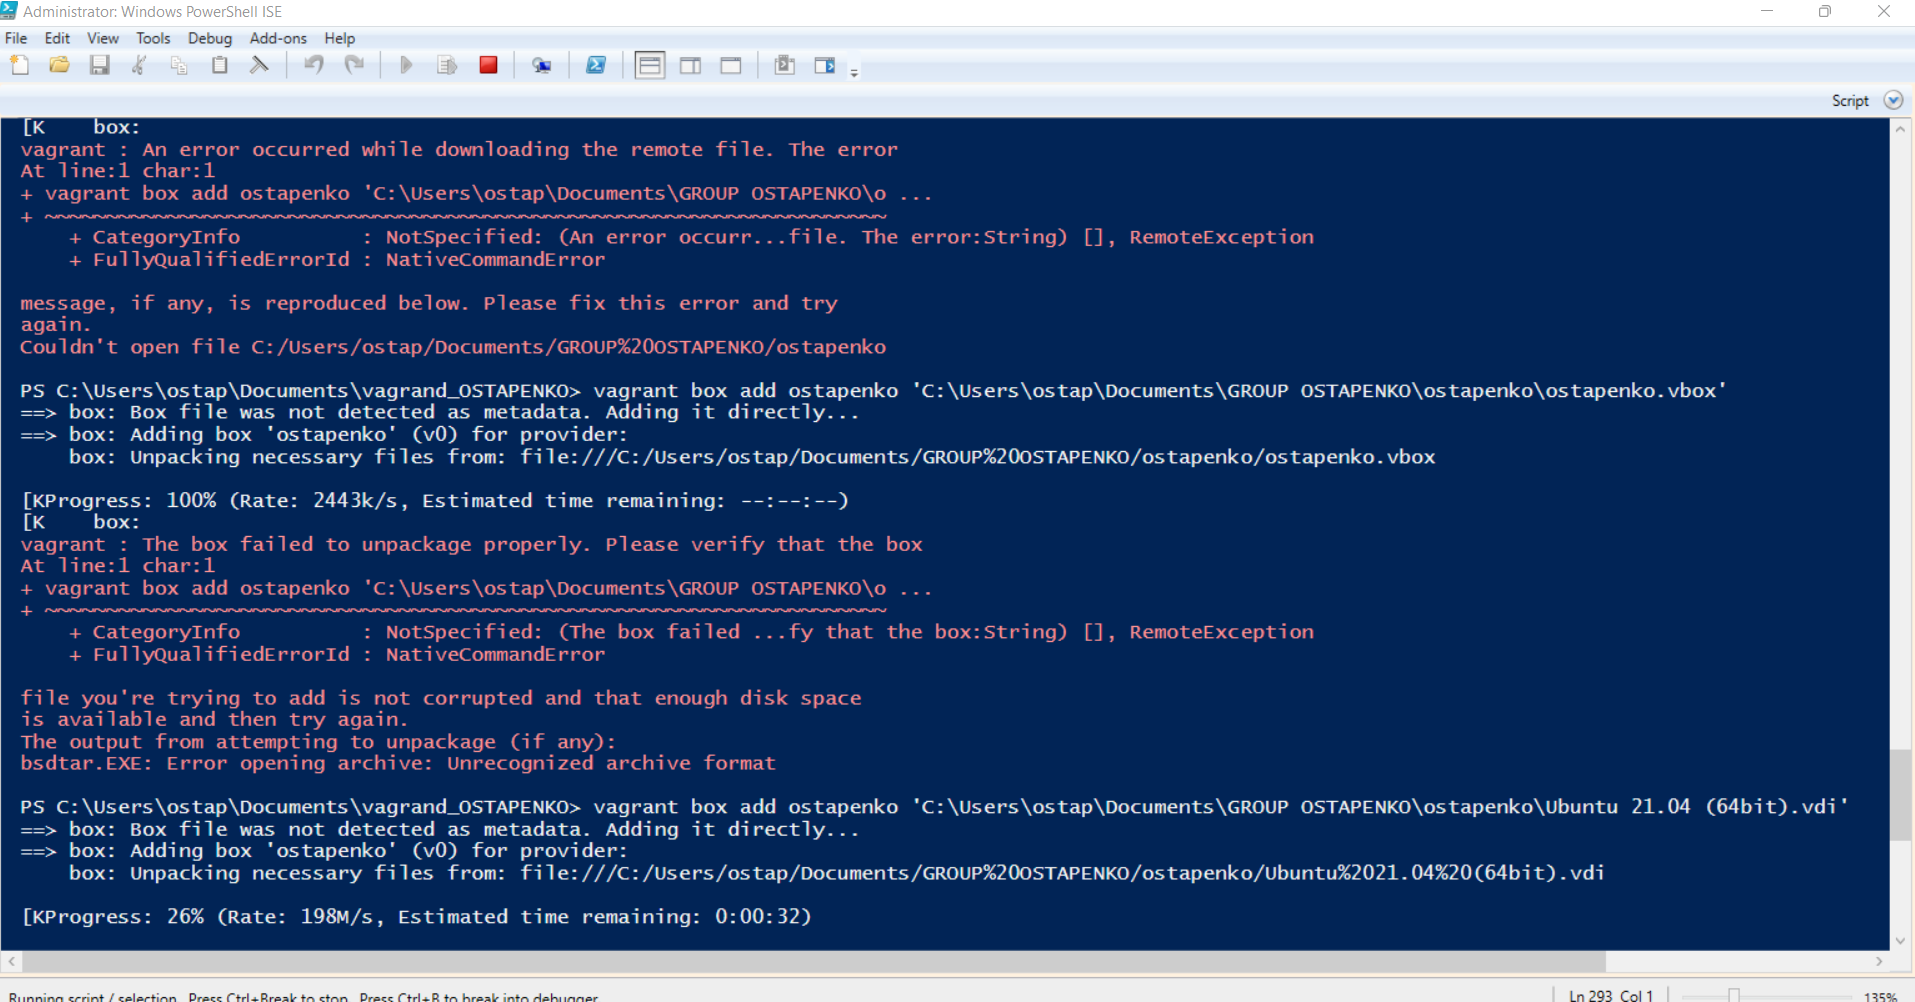 Administrator: Windows PowerShell ISE
File Edit View Tools Debug Add-ons Help
Script
[K    box:
vagrant : An error occurred while downloading the remote file. The error
At line:1 char:1
+ vagrant box add ostapenko 'C:\Users\ostap\Documents\GROUP OSTAPENKO\o ...
+ ~~~~~~~~~~~~~~~~~~~~~~~~~~~~~~~~~~~~~~~~~~~~~~~~~~~~~~~~~~~~~~~~~~~~~
    + CategoryInfo          : NotSpecified: (An error occurr...file. The error:String) [], RemoteException
    + FullyQualifiedErrorId : NativeCommandError
message, if any, is reproduced below. Please fix this error and try
again.
Couldn't open file C:/Users/ostap/Documents/GROUP%20OSTAPENKO/ostapenko
PS C:\Users\ostap\Documents\vagrand_OSTAPENKO> vagrant box add ostapenko 'C:\Users\ostap\Documents\GROUP OSTAPENKO\ostapenko\ostapenko.vbox'
==> box: Box file was not detected as metadata. Adding it directly...
==> box: Adding box 'ostapenko' (v0) for provider:
    box: Unpacking necessary files from: file:///C:/Users/ostap/Documents/GROUP%20OSTAPENKO/ostapenko/ostapenko.vbox
[KProgress: 100% (Rate: 2443k/s, Estimated time remaining: --:--:--)
[K    box:
vagrant : The box failed to unpackage properly. Please verify that the box
At line:1 char:1
+ vagrant box add ostapenko 'C:\Users\ostap\Documents\GROUP OSTAPENKO\o ...
+ ~~~~~~~~~~~~~~~~~~~~~~~~~~~~~~~~~~~~~~~~~~~~~~~~~~~~~~~~~~~~~~~~~~~~~
    + CategoryInfo          : NotSpecified: (The box failed ...fy that the box:String) [], RemoteException
    + FullyQualifiedErrorId : NativeCommandError
file you're trying to add is not corrupted and that enough disk space
is available and then try again.
The output from attempting to unpackage (if any):
bsdtar.EXE: Error opening archive: Unrecognized archive format
PS C:\Users\ostap\Documents\vagrand_OSTAPENKO> vagrant box add ostapenko 'C:\Users\ostap\Documents\GROUP OSTAPENKO\ostapenko\Ubuntu 21.04 (64bit).vdi'
==> box: Box file was not detected as metadata. Adding it directly...
==> box: Adding box 'ostapenko' (v0) for provider:
    box: Unpacking necessary files from: file:///C:/Users/ostap/Documents/GROUP%20OSTAPENKO/ostapenko/Ubuntu%2021.04%20(64bit).vdi
[KProgress: 26% (Rate: 198M/s, Estimated time remaining: 0:00:32)
Running script / selection. Press Ctrl+Break to stop. Press Ctrl+B to break into debugger.
Ln 293 Col 1
135%